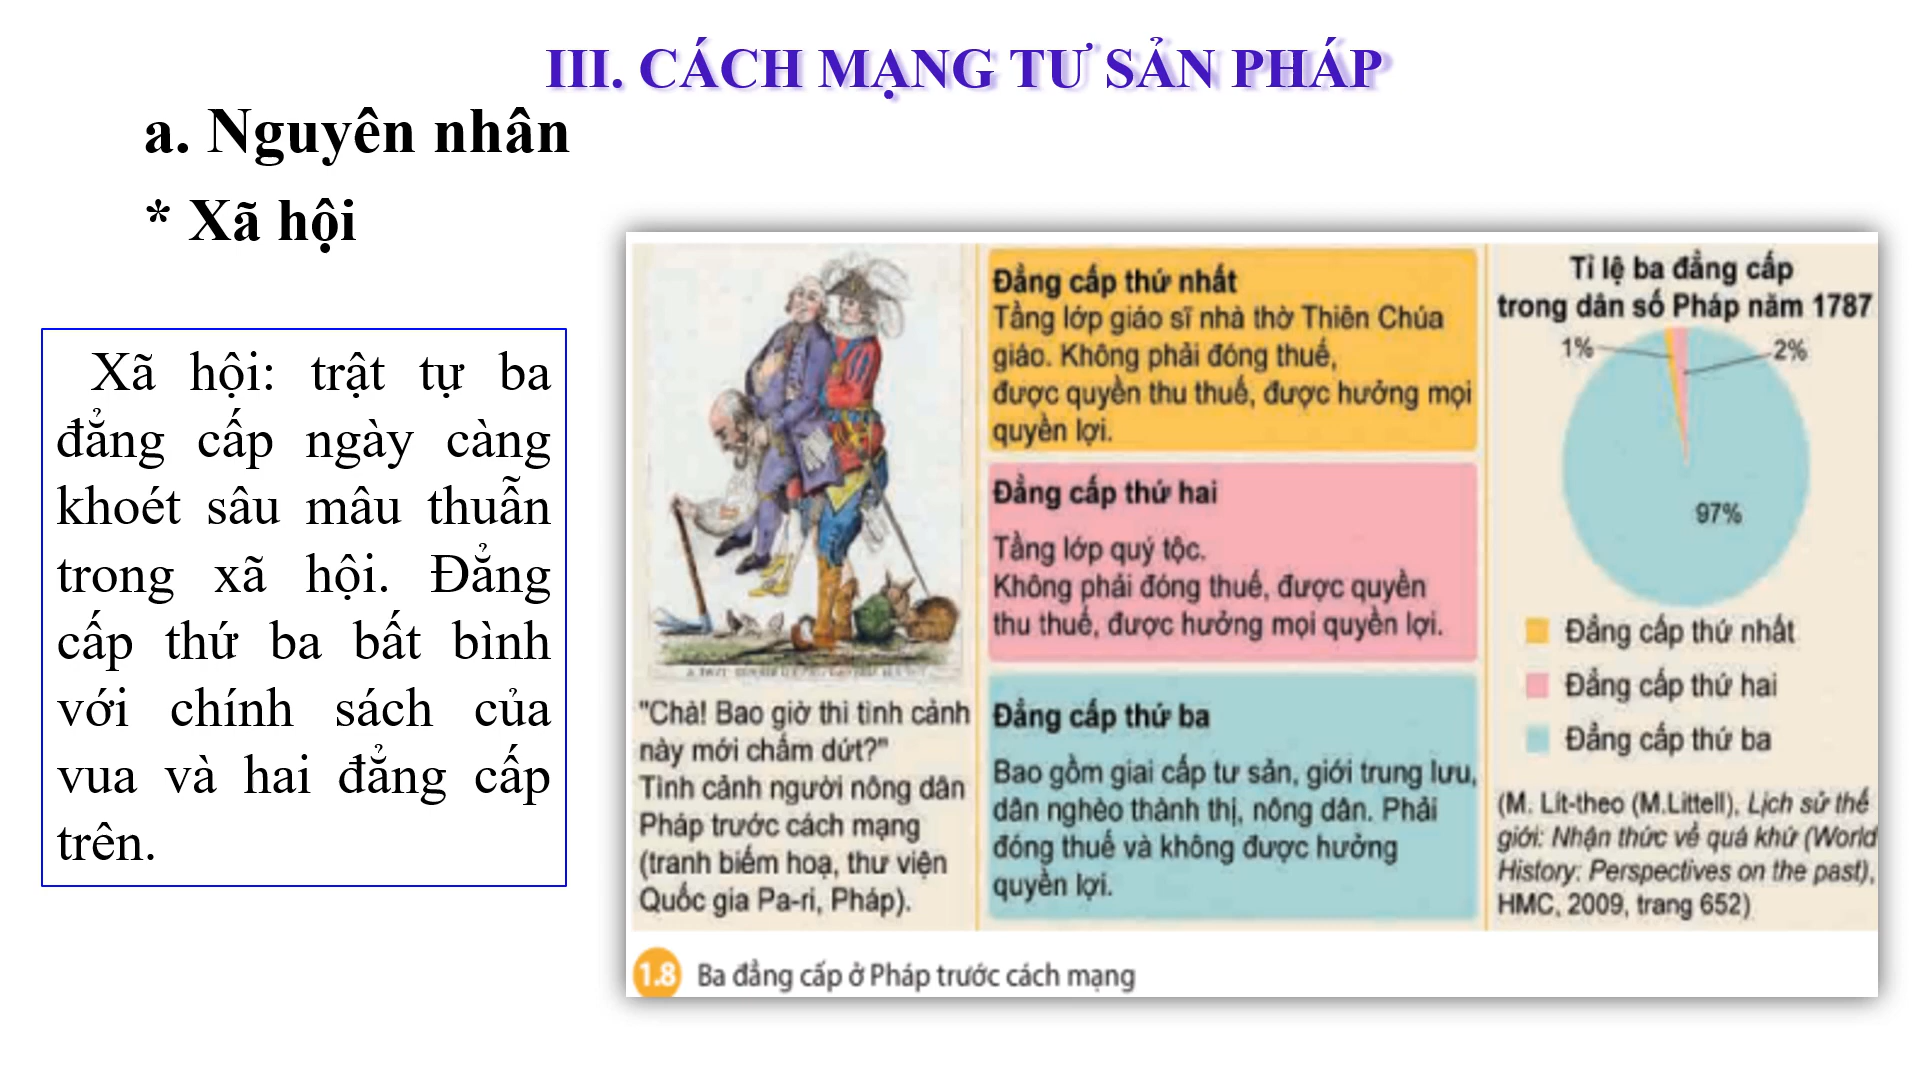 III. CÁCH MẠNG TƯ SẢN PHÁP
a. Nguyên nhân
* Xã hội
Xã hội: trật tự ba
đẳng cấp ngày càng
khoét sâu mâu thuẫn
trong xã hội. Đẳng
cấp thứ ba bất bình
với chính sách của
vua và hai đẳng cấp
trên.
"Chà! Bao giờ thì tình cảnh
này mới chấm dứt?"
Tình cảnh người nông dân
Pháp trước cách mạng
(tranh biếm hoạ, thư viện
Quốc gia Pa-ri, Pháp).
Đẳng cấp thứ nhất
Tầng lớp giáo sĩ nhà thờ Thiên Chúa
giáo. Không phải đóng thuế,
được quyền thu thuế, được hưởng mọi
quyền lợi.
Đẳng cấp thứ hai
Tầng lớp quý tộc.
Không phải đóng thuế, được quyền
thu thuế, được hưởng mọi quyền lợi.
Đẳng cấp thứ ba
Bao gồm giai cấp tư sản, giới trung lưu,
dân nghèo thành thị, nông dân. Phải
đóng thuế và không được hưởng
quyền lợi.
Tỉ lệ ba đẳng cấp
trong dân số Pháp năm 1787
1%
2%
97%
Đẳng cấp thứ nhất
Đẳng cấp thứ hai
Đẳng cấp thứ ba
(M. Lít-theo (M.Littell), Lịch sử thế
giới: Nhận thức về quá khứ (World
History: Perspectives on the past),
HMC, 2009, trang 652)
1.8 Ba đẳng cấp ở Pháp trước cách mạng